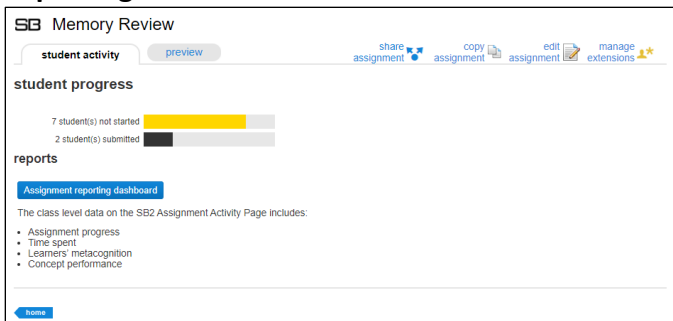 SB Memory Review
student activity
preview
share assignment
copy assignment
edit assignment
manage extensions
student progress
7 student(s) not started
2 student(s) submitted
reports
Assignment reporting dashboard
The class level data on the SB2 Assignment Activity Page includes:
• Assignment progress
• Time spent
• Learners' metacognition
• Concept performance
home